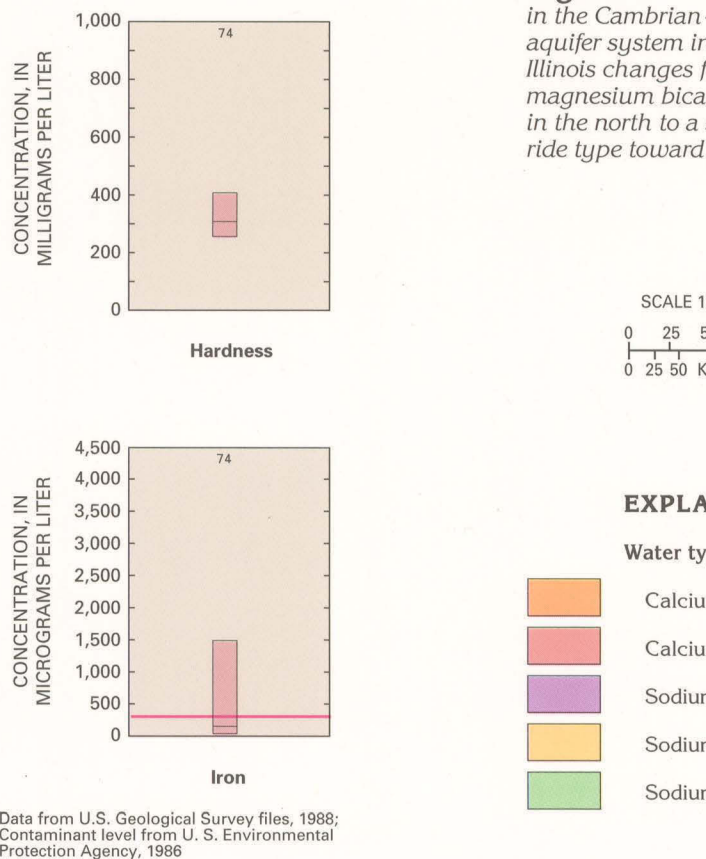 1,000
800
600
400
200
0
CONCENTRATION, IN
MILLIGRAMS PER LITER
74
Hardness
4,500
4,000
3,500
3,000
2,500
2,000
1,500
1,000
500
0
CONCENTRATION, IN
MICROGRAMS PER LITER
74
Iron
Data from U.S. Geological Survey files, 1988;
Contaminant level from U. S. Environmental
Protection Agency, 1986
in the Cambrian
aquifer system in
Illinois changes f
magnesium bica
in the north to a
ride type toward
SCALE 1
0 25 5
0 25 50 K
EXPLA
Water ty
Calciu
Calciu
Sodiur
Sodiur
Sodiur